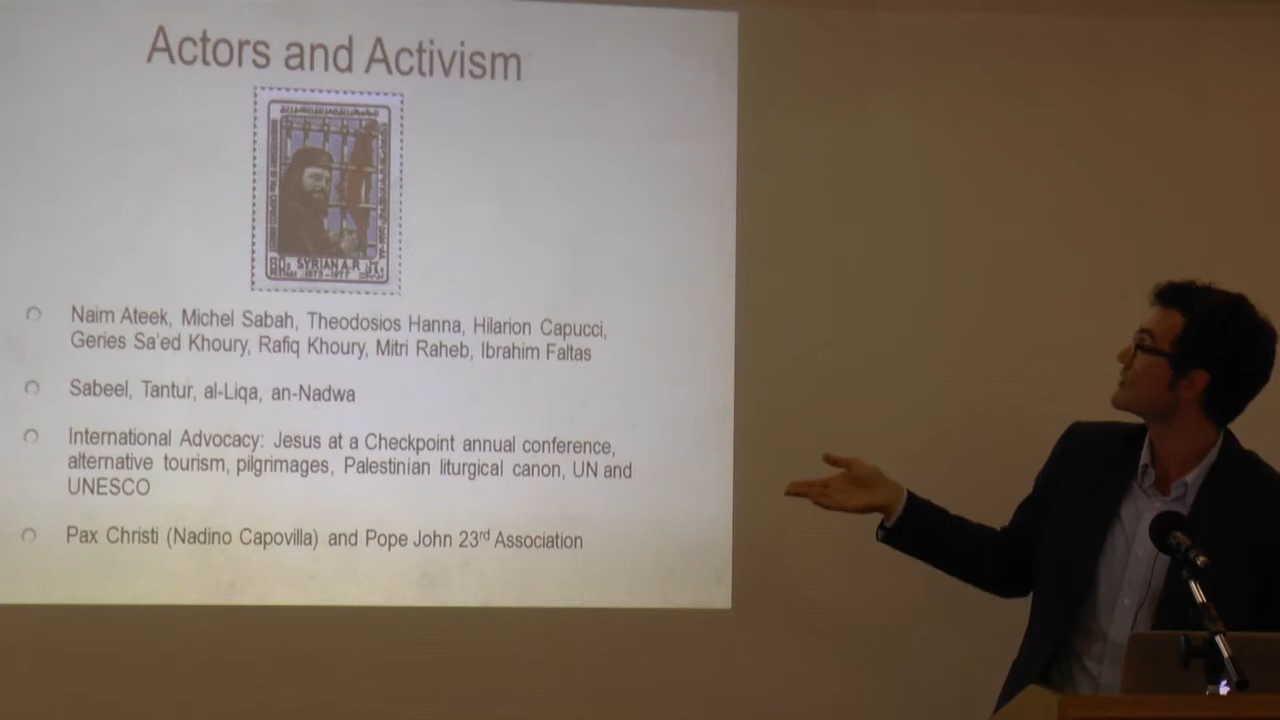 Actors and Activism
SYRIAN A.R
Naim Ateek, Michel Sabah, Theodosios Hanna, Hilarion Capucci,
Geries Sa'ed Khoury, Rafiq Khoury, Mitri Raheb, Ibrahim Faltas
Sabeel, Tantur, al-Liqa, an-Nadwa
International Advocacy: Jesus at a Checkpoint annual conference,
alternative tourism, pilgrimages, Palestinian liturgical canon, UN and
UNESCO
Pax Christi (Nadino Capovilla) and Pope John 23rd Association